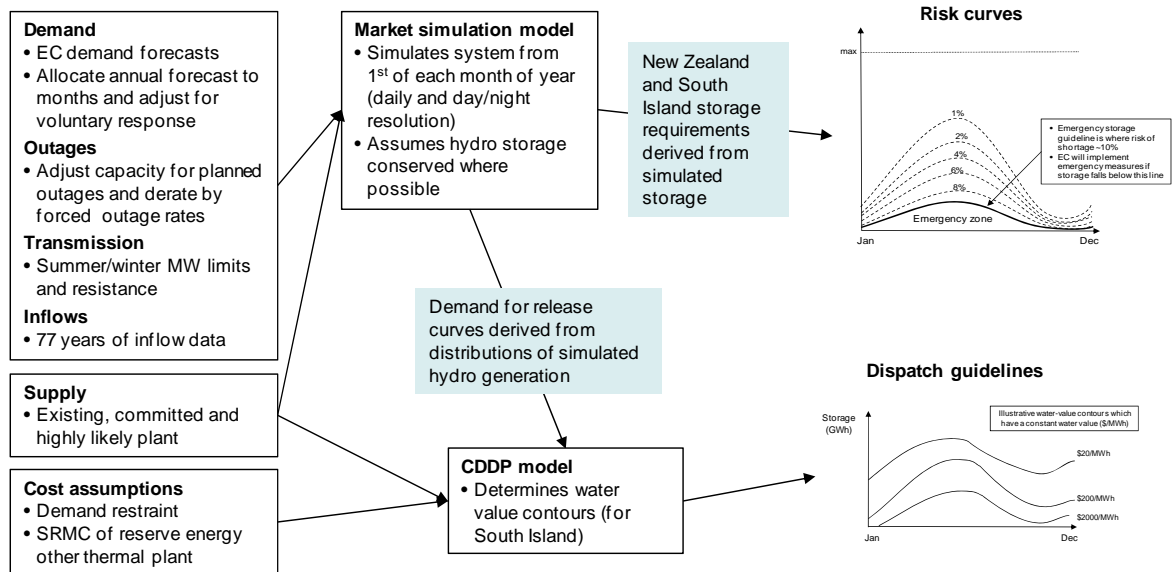 Demand
• EC demand forecasts
• Allocate annual forecast to
months and adjust for
voluntary response
Outages
• Adjust capacity for planned
outages and derate by
forced outage rates
Transmission
• Summer/winter MW limits
and resistance
Inflows
• 77 years of inflow data
Supply
• Existing, committed and
highly likely plant
Cost assumptions
• Demand restraint
• SRMC of reserve energy
other thermal plant
Market simulation model
• Simulates system from
1st of each month of year
(daily and day/night
resolution)
• Assumes hydro storage
conserved where
possible
New Zealand
and South
Island storage
requirements
derived from
simulated
storage
Demand for release
curves derived from
distributions of simulated
hydro generation
CDDP model
• Determines water
value contours (for
South Island)
Risk curves
max
1%
2%
4%
6%
8%
Emergency zone
Jan
Dec
• Emergency storage
guideline is where risk of
shortage ~10%
• EC will implement
emergency measures if
storage falls below this line
Dispatch guidelines
Storage
(GWh)
Illustrative water-value contours which
have a constant water value ($/MWh)
$20/MWh
$200/MWh
$2000/MWh
Jan
Dec